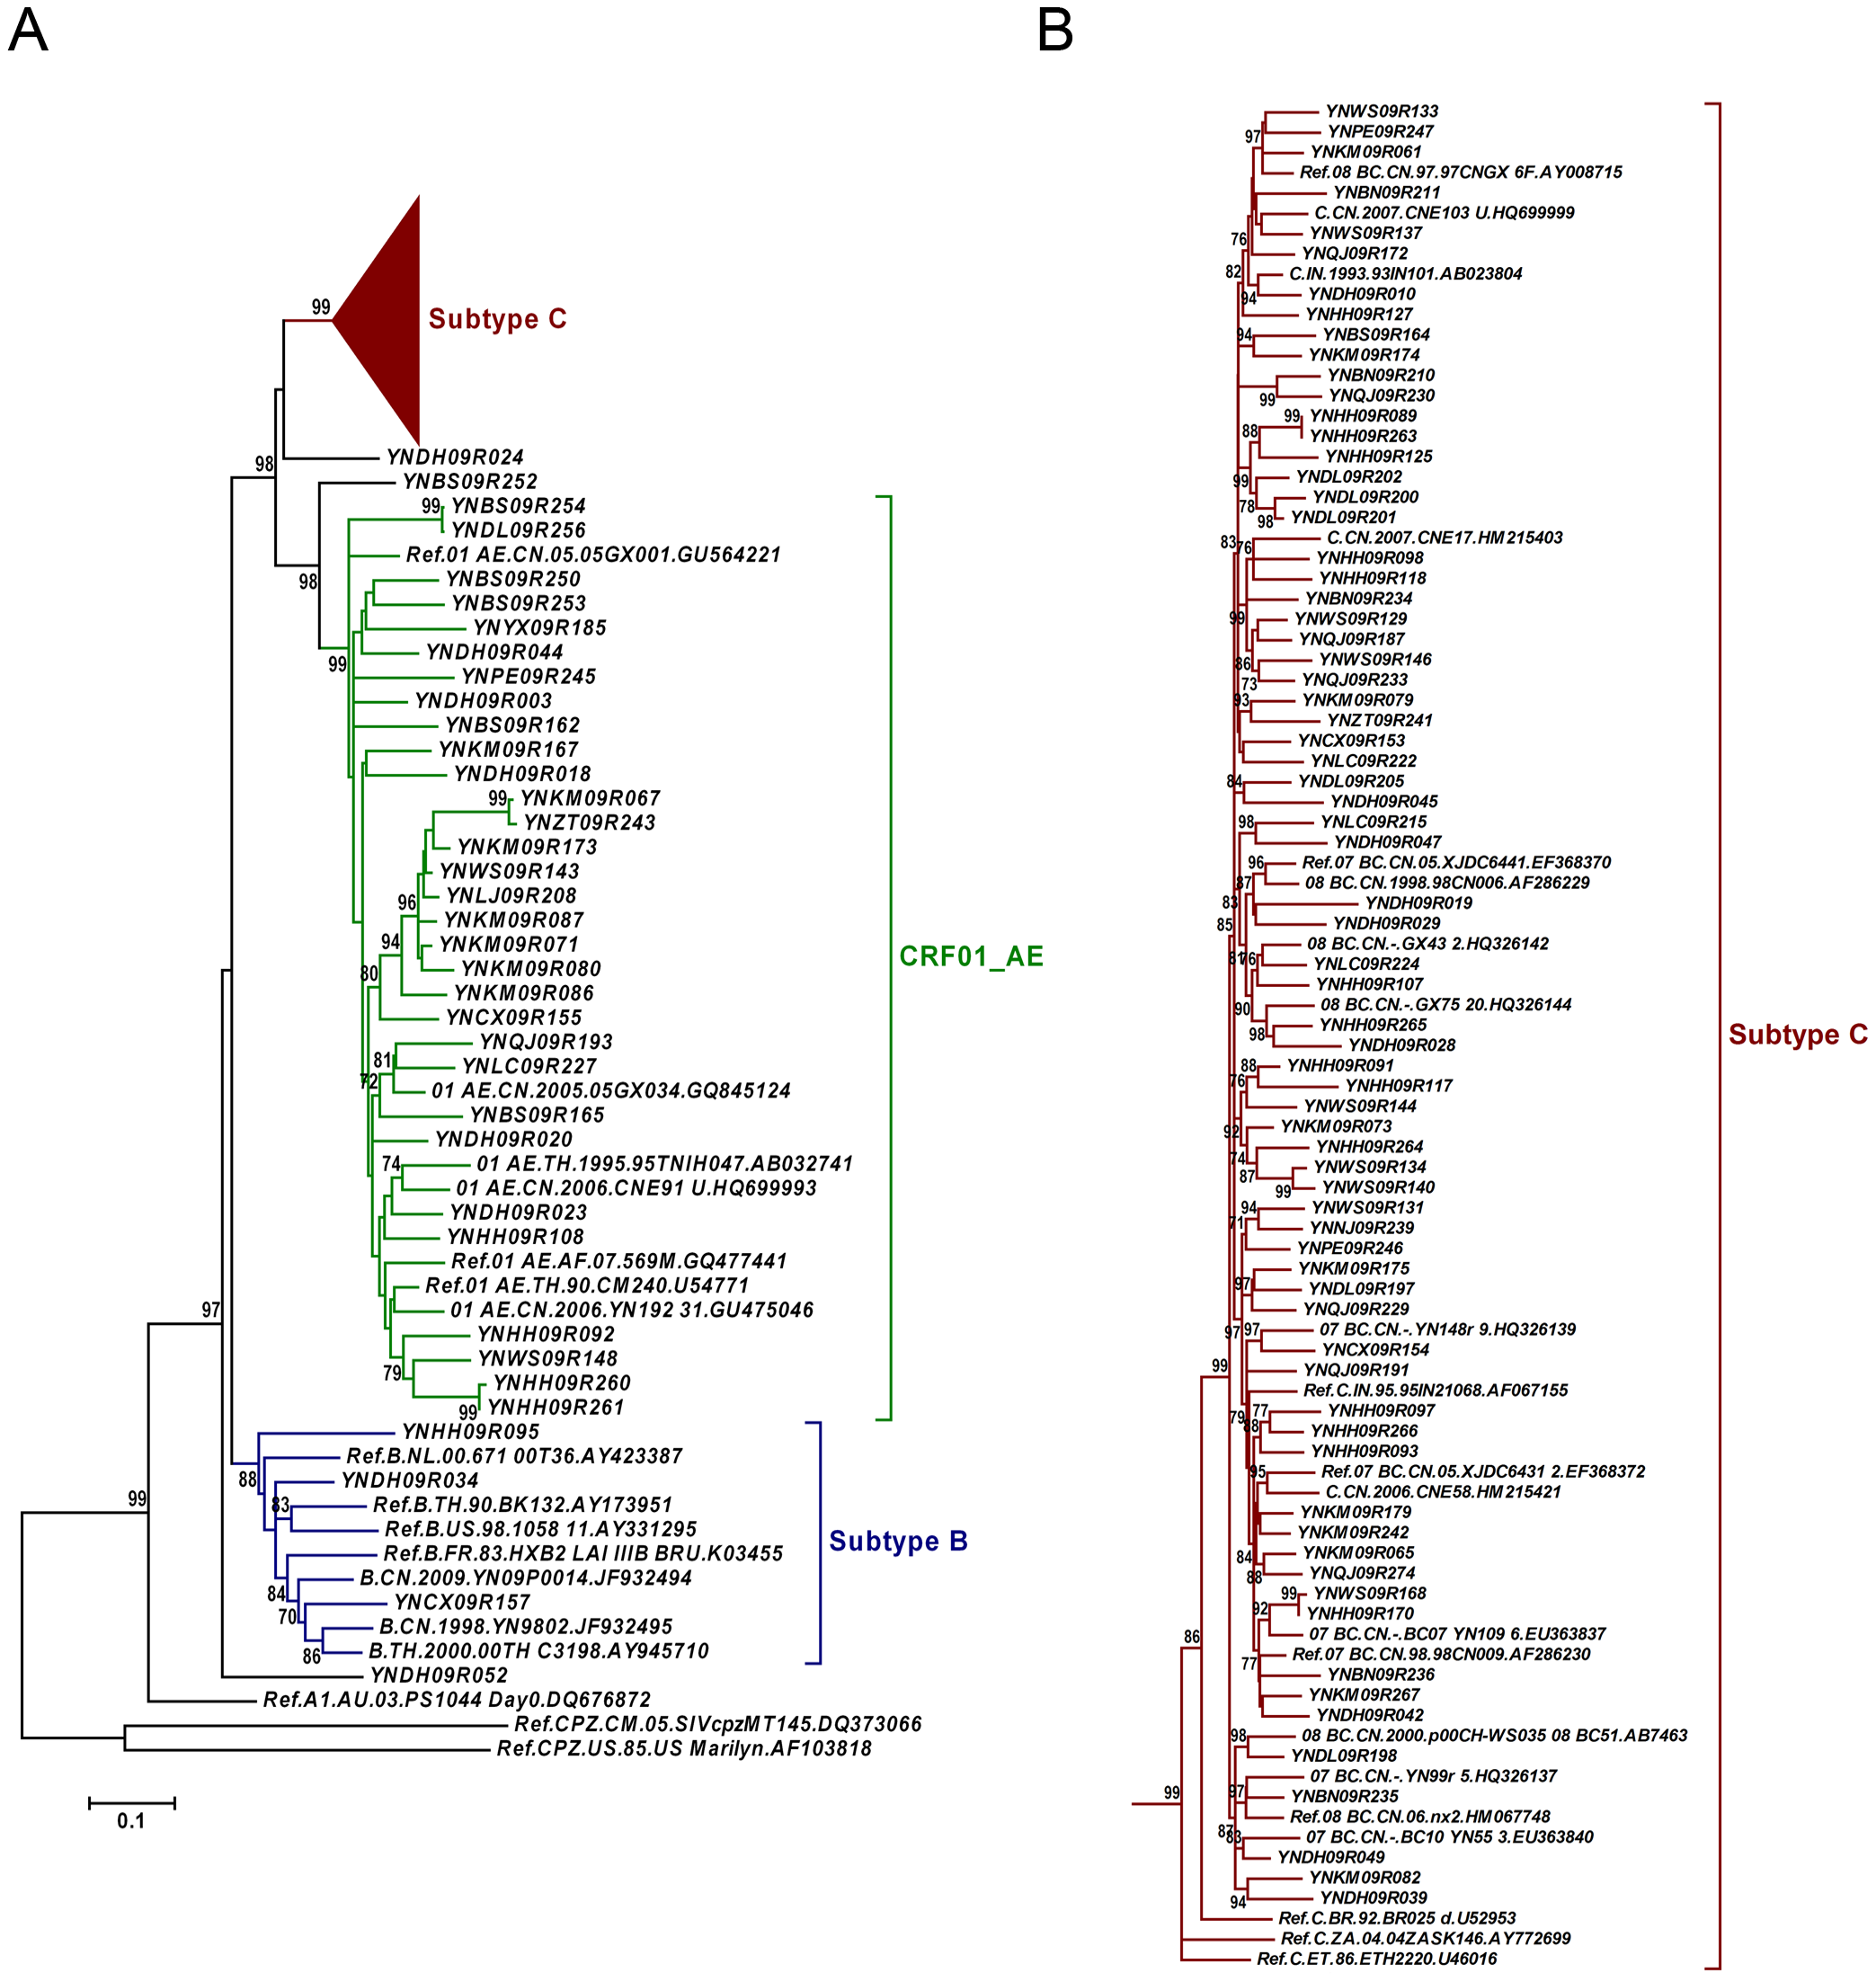 A
99
Subtype C
YNDH09R024
98
YNBS09R252
99
YNBS09R254
YNDL09R256
Ref.01 AE.CN.05.05GX001.GU564221
98
YNBS09R250
YNBS09R253
YNYX09R185
YNDH09R044
99
YNPE09R245
YNDH09R003
YNBS09R162
YNKM09R167
YNDH09R018
99
YNKM09R067
YNZT09R243
YNKM09R173
YNWS09R143
YNLJ09R208
96
YNKM09R087
94
YNKM09R071
80
YNKM09R080
YNKM09R086
YNCX09R155
CRF01_AE
YNQJ09R193
81
YNLC09R227
72
01 AE.CN.2005.05GX034.GQ845124
YNBS09R165
YNDH09R020
74
01 AE.TH.1995.95TNIH047.AB032741
01 AE.CN.2006.CNE91 U.HQ699993
YNDH09R023
YNHH09R108
Ref.01 AE.AF.07.569M.GQ477441
Ref.01 AE.TH.90.CM240.U54771
97
01 AE.CN.2006.YN192 31.GU475046
YNHH09R092
YNWS09R148
79
YNHH09R260
YNHH09R261
99
YNHH09R095
Ref.B.NL.00.671 00T36.AY423387
88
YNDH09R034
99
83
Ref.B.TH.90.BK132.AY173951
Ref.B.US.98.1058 11.AY331295
Subtype B
Ref.B.FR.83.HXB2 LAI IIIB BRU.K03455
B.CN.2009.YN09P0014.JF932494
84
YNCX09R157
70
B.CN.1998.YN9802.JF932495
B.TH.2000.00TH C3198.AY945710
86
YNDH09R052
Ref.A1.AU.03.PS1044 Day0.DQ676872
Ref.CPZ.CM.05.SIVcpzMT145.DQ373066
Ref.CPZ.US.85.US Marilyn.AF103818
0.1
B
YNWS09R133
97
YNPE09R247
YNKM09R061
Ref.08 BC.CN.97.97CNGX 6F.AY008715
YNBN09R211
C.CN.2007.CNE103 U.HQ699999
76
YNWS09R137
YNQJ09R172
82
C.IN.1993.93IN101.AB023804
94
YNDH09R010
YNHH09R127
94
YNBS09R164
YNKM09R174
YNBN09R210
99
YNQJ09R230
99
YNHH09R089
88
YNHH09R263
YNHH09R125
99
YNDL09R202
78
YNDL09R200
98
YNDL09R201
83
76
C.CN.2007.CNE17.HM215403
YNHH09R098
YNHH09R118
YNBN09R234
99
YNWS09R129
YNQJ09R187
86
YNWS09R146
73
YNQJ09R233
93
YNKM09R079
YNZT09R241
YNCX09R153
YNLC09R222
84
YNDL09R205
YNDH09R045
98
YNLC09R215
YNDH09R047
96
Ref.07 BC.CN.05.XJDC6441.EF368370
87
08 BC.CN.1998.98CN006.AF286229
83
YNDH09R019
85
YNDH09R029
08 BC.CN.-.GX43 2.HQ326142
81
76
YNLC09R224
YNHH09R107
90
08 BC.CN.-.GX75 20.HQ326144
98
YNHH09R265
Subtype C
YNDH09R028
88
YNHH09R091
76
YNHH09R117
YNWS09R144
92
YNKM09R073
74
YNHH09R264
87
YNWS09R134
99
YNWS09R140
94
YNWS09R131
71
YNNJ09R239
YNPE09R246
97
YNKM09R175
YNDL09R197
YNQJ09R229
97
97
07 BC.CN.-.YN148r 9.HQ326139
YNCX09R154
99
YNQJ09R191
Ref.C.IN.95.95IN21068.AF067155
79
77
YNHH09R097
88
YNHH09R266
YNHH09R093
95
Ref.07 BC.CN.05.XJDC6431 2.EF368372
C.CN.2006.CNE58.HM215421
YNKM09R179
YNKM09R242
84
YNKM09R065
88
YNQJ09R274
99
YNWS09R168
92
YNHH09R170
86
07 BC.CN.-.BC07 YN109 6.EU363837
77
Ref.07 BC.CN.98.98CN009.AF286230
YNBN09R236
YNKM09R267
YNDH09R042
98
08 BC.CN.2000.p00CH-WS035 08 BC51.AB7463
YNDL09R198
07 BC.CN.-.YN99r 5.HQ326137
99
97
YNBN09R235
Ref.08 BC.CN.06.nx2.HM067748
87
83
07 BC.CN.-.BC10 YN55 3.EU363840
YNDH09R049
YNKM09R082
94
YNDH09R039
Ref.C.BR.92.BR025 d.U52953
Ref.C.ZA.04.04ZASK146.AY772699
Ref.C.ET.86.ETH2220.U46016